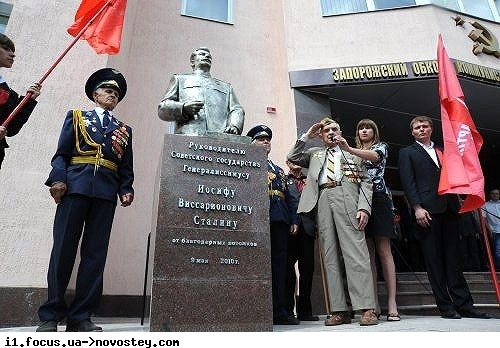 ЗАПОРОЖСКИЙ ОБКОМ
Руководителю
Советского государства
Генералиссимусу
Иосифу
Виссарионовичу
Сталину
от благодарных потомков
9 мая 2010 г.
i1.focus.ua->novostey.com